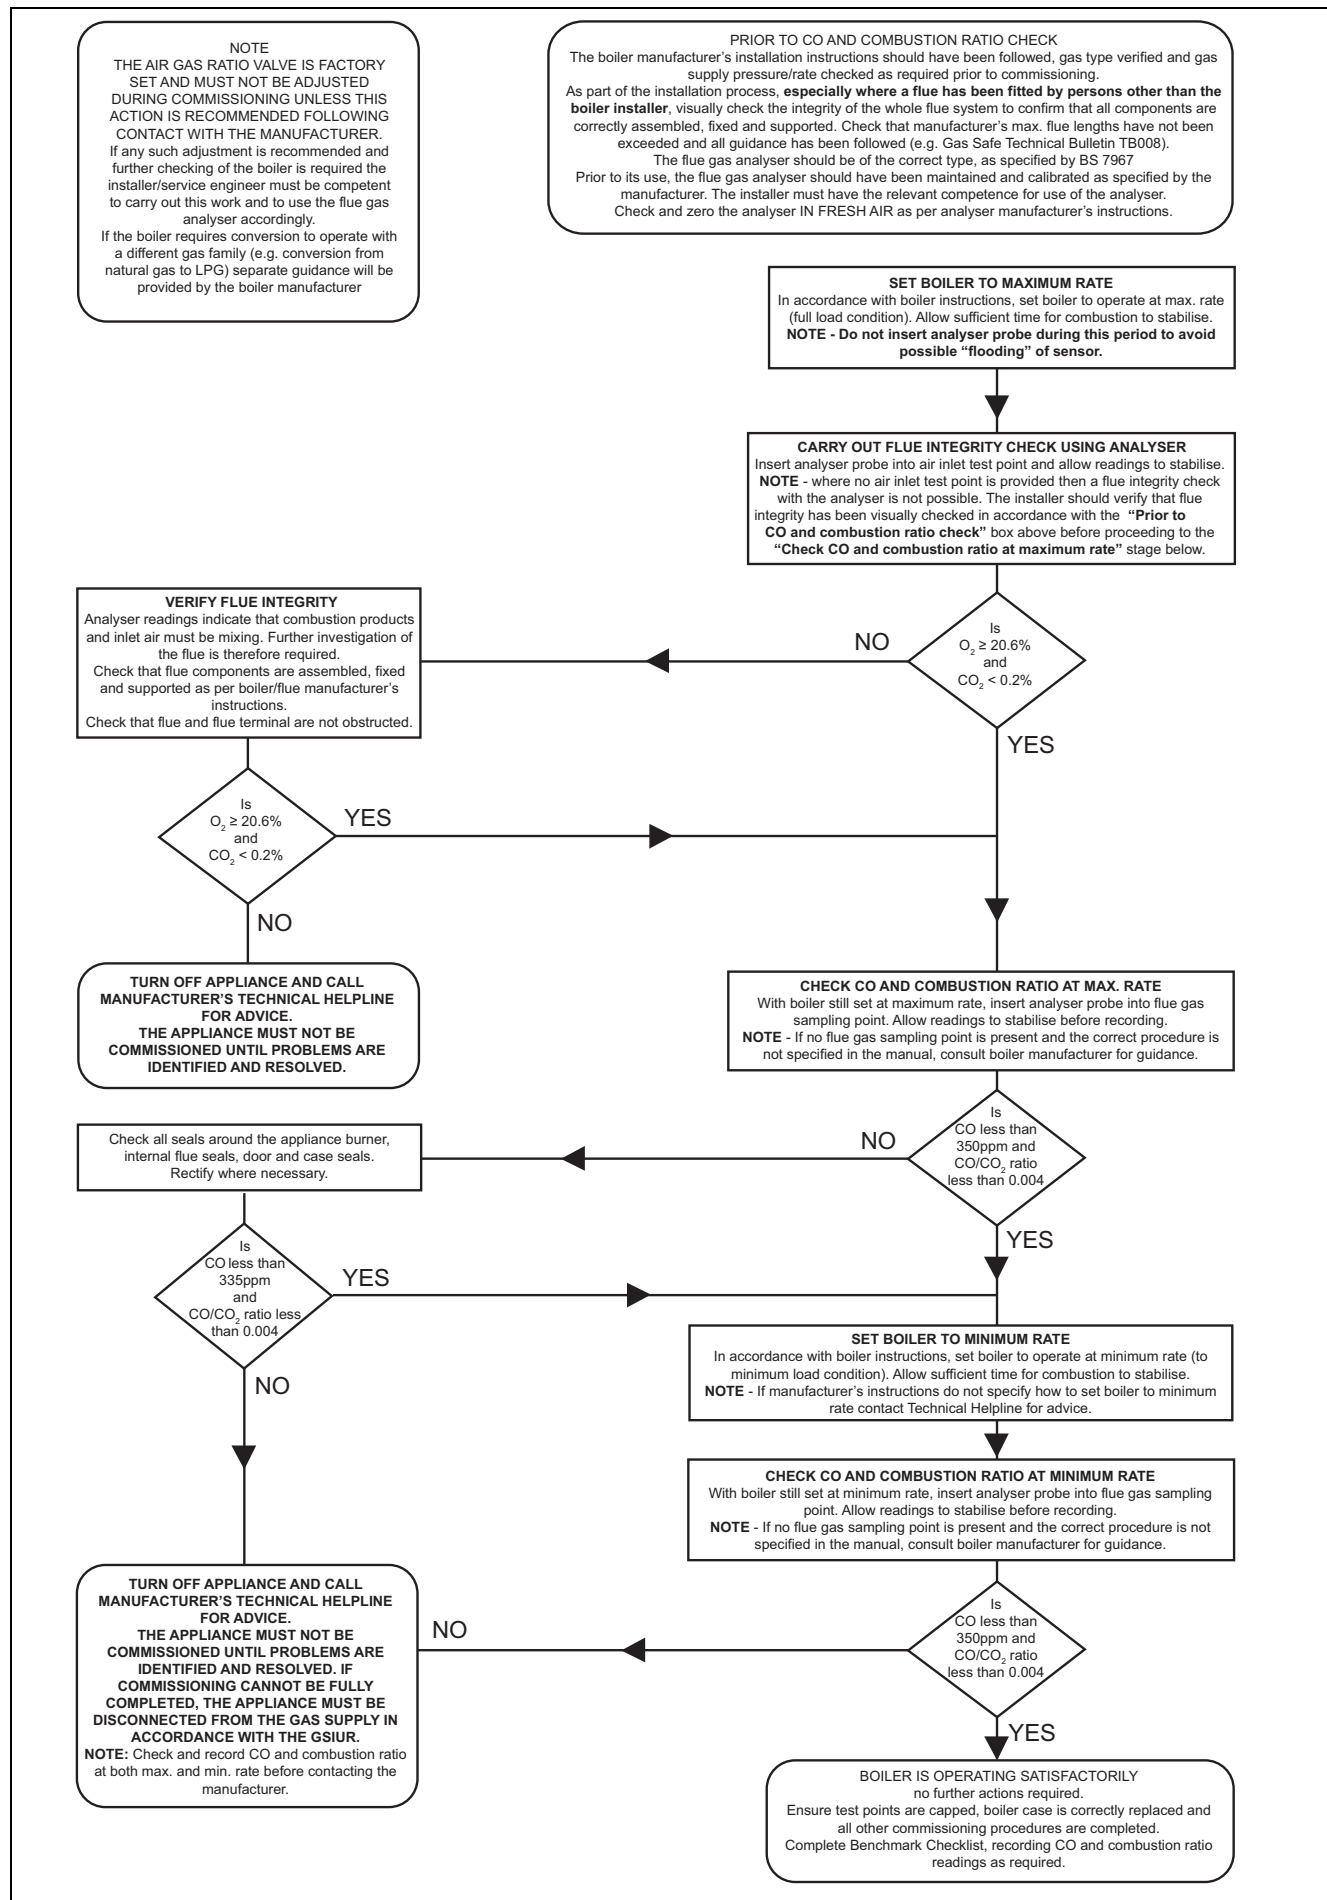 NOTE
THE AIR GAS RATIO VALVE IS FACTORY
SET AND MUST NOT BE ADJUSTED
DURING COMMISSIONING UNLESS THIS
ACTION IS RECOMMENDED FOLLOWING
CONTACT WITH THE MANUFACTURER.
If any such adjustment is recommended and
further checking of the boiler is required the
installer/service engineer must be competent
to carry out this work and to use the flue gas
analyser accordingly.
If the boiler requires conversion to operate with
a different gas family (e.g. conversion from
natural gas to LPG) separate guidance will be
provided by the boiler manufacturer
PRIOR TO CO AND COMBUSTION RATIO CHECK
The boiler manufacturer's installation instructions should have been followed, gas type verified and gas
supply pressure/rate checked as required prior to commissioning.
As part of the installation process, especially where a flue has been fitted by persons other than the
boiler installer, visually check the integrity of the whole flue system to confirm that all components are
correctly assembled, fixed and supported. Check that manufacturer's max. flue lengths have not been
exceeded and all guidance has been followed (e.g. Gas Safe Technical Bulletin TB008).
The flue gas analyser should be of the correct type, as specified by BS 7967
Prior to its use, the flue gas analyser should have been maintained and calibrated as specified by the
manufacturer. The installer must have the relevant competence for use of the analyser.
Check and zero the analyser IN FRESH AIR as per analyser manufacturer's instructions.
SET BOILER TO MAXIMUM RATE
In accordance with boiler instructions, set boiler to operate at max. rate
(full load condition). Allow sufficient time for combustion to stabilise.
NOTE - Do not insert analyser probe during this period to avoid
possible “flooding” of sensor.
CARRY OUT FLUE INTEGRITY CHECK USING ANALYSER
Insert analyser probe into air inlet test point and allow readings to stabilise.
NOTE - where no air inlet test point is provided then a flue integrity check
with the analyser is not possible. The installer should verify that flue
integrity has been visually checked in accordance with the “Prior to
CO and combustion ratio check” box above before proceeding to the
“Check CO and combustion ratio at maximum rate” stage below.
Is
O₂ ≥ 20.6%
and
CO₂ < 0.2%
NO
YES
VERIFY FLUE INTEGRITY
Analyser readings indicate that combustion products
and inlet air must be mixing. Further investigation of
the flue is therefore required.
Check that flue components are assembled, fixed
and supported as per boiler/flue manufacturer's
instructions.
Check that flue and flue terminal are not obstructed.
Is
O₂ ≥ 20.6%
and
CO₂ < 0.2%
YES
NO
TURN OFF APPLIANCE AND CALL
MANUFACTURER'S TECHNICAL HELPLINE
FOR ADVICE.
THE APPLIANCE MUST NOT BE
COMMISSIONED UNTIL PROBLEMS ARE
IDENTIFIED AND RESOLVED.
CHECK CO AND COMBUSTION RATIO AT MAX. RATE
With boiler still set at maximum rate, insert analyser probe into flue gas
sampling point. Allow readings to stabilise before recording.
NOTE - If no flue gas sampling point is present and the correct procedure is
not specified in the manual, consult boiler manufacturer for guidance.
Is
CO less than
350ppm and
CO/CO₂ ratio
less than 0.004
NO
YES
Check all seals around the appliance burner,
internal flue seals, door and case seals.
Rectify where necessary.
Is
CO less than
335ppm
and
CO/CO₂ ratio less
than 0.004
YES
NO
SET BOILER TO MINIMUM RATE
In accordance with boiler instructions, set boiler to operate at minimum rate (to
minimum load condition). Allow sufficient time for combustion to stabilise.
NOTE - If manufacturer's instructions do not specify how to set boiler to minimum
rate contact Technical Helpline for advice.
CHECK CO AND COMBUSTION RATIO AT MINIMUM RATE
With boiler still set at minimum rate, insert analyser probe into flue gas sampling
point. Allow readings to stabilise before recording.
NOTE - If no flue gas sampling point is present and the correct procedure is not
specified in the manual, consult boiler manufacturer for guidance.
Is
CO less than
350ppm and
CO/CO₂ ratio
less than 0.004
NO
YES
TURN OFF APPLIANCE AND CALL
MANUFACTURER'S TECHNICAL HELPLINE
FOR ADVICE.
THE APPLIANCE MUST NOT BE
COMMISSIONED UNTIL PROBLEMS ARE
IDENTIFIED AND RESOLVED. IF
COMMISSIONING CANNOT BE FULLY
COMPLETED, THE APPLIANCE MUST BE
DISCONNECTED FROM THE GAS SUPPLY IN
ACCORDANCE WITH THE GSIUR.
NOTE: Check and record CO and combustion ratio
at both max. and min. rate before contacting the
manufacturer.
BOILER IS OPERATING SATISFACTORILY
no further actions required.
Ensure test points are capped, boiler case is correctly replaced and
all other commissioning procedures are completed.
Complete Benchmark Checklist, recording CO and combustion ratio
readings as required.